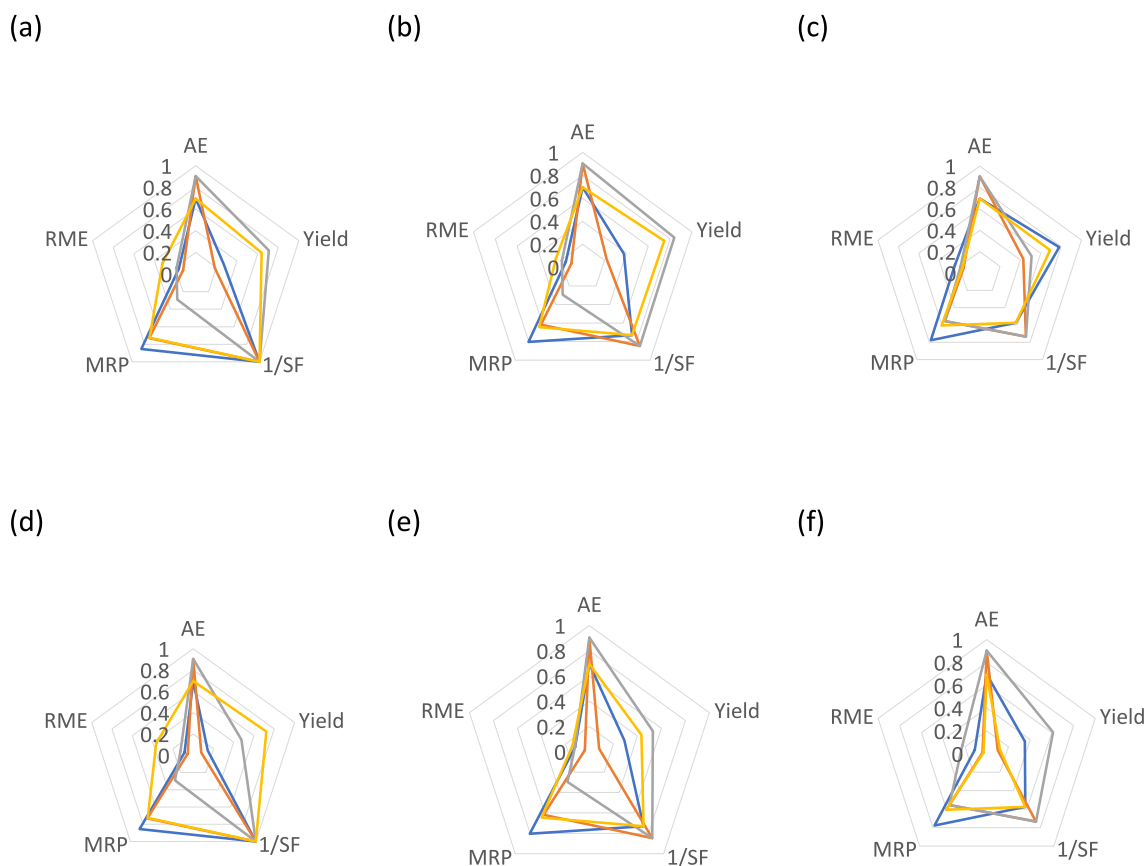 (a)
AE
1
0.8
0.6
0.4
0.2
0
RME
Yield
MRP
1/SF
(b)
AE
1
0.8
0.6
0.4
0.2
0
RME
Yield
MRP
1/SF
(c)
AE
1
0.8
0.6
0.4
0.2
0
RME
Yield
MRP
1/SF
(d)
AE
1
0.8
0.6
0.4
0.2
0
RME
Yield
MRP
1/SF
(e)
AE
1
0.8
0.6
0.4
0.2
0
RME
Yield
MRP
1/SF
(f)
AE
1
0.8
0.6
0.4
0.2
0
RME
Yield
MRP
1/SF